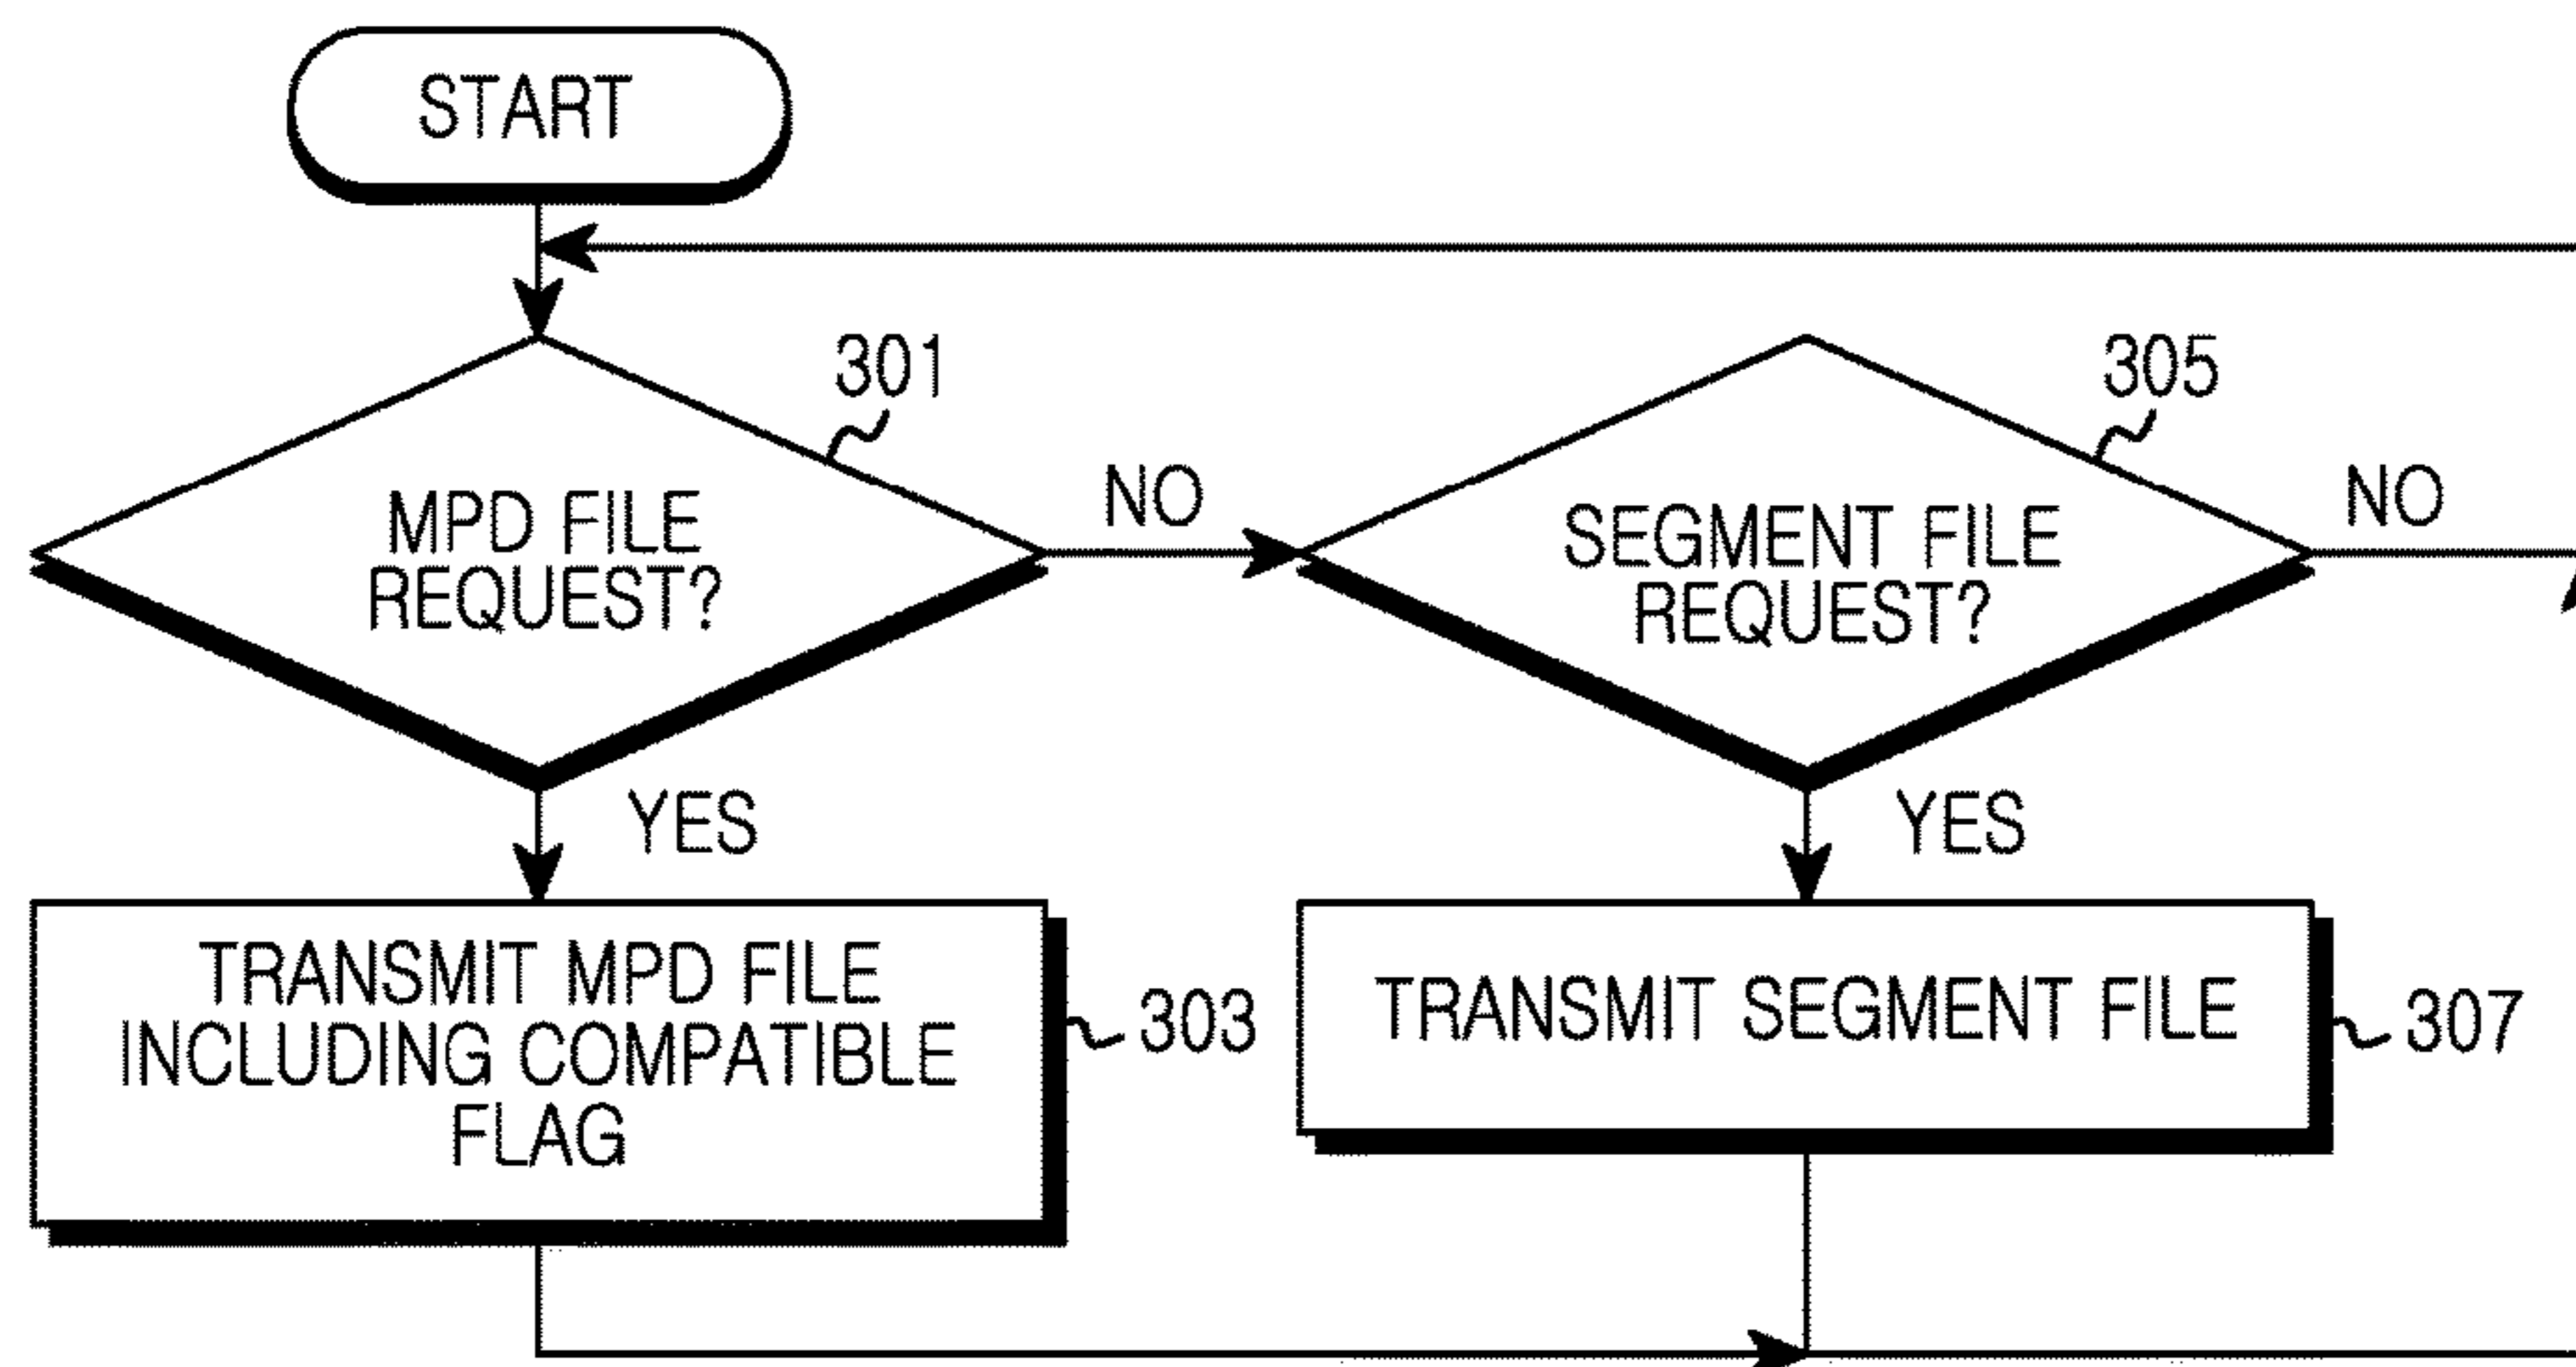 START
301
MPD FILE
REQUEST?
NO
305
SEGMENT FILE
REQUEST?
NO
YES
YES
TRANSMIT MPD FILE
INCLUDING COMPATIBLE
FLAG
303
TRANSMIT SEGMENT FILE
307